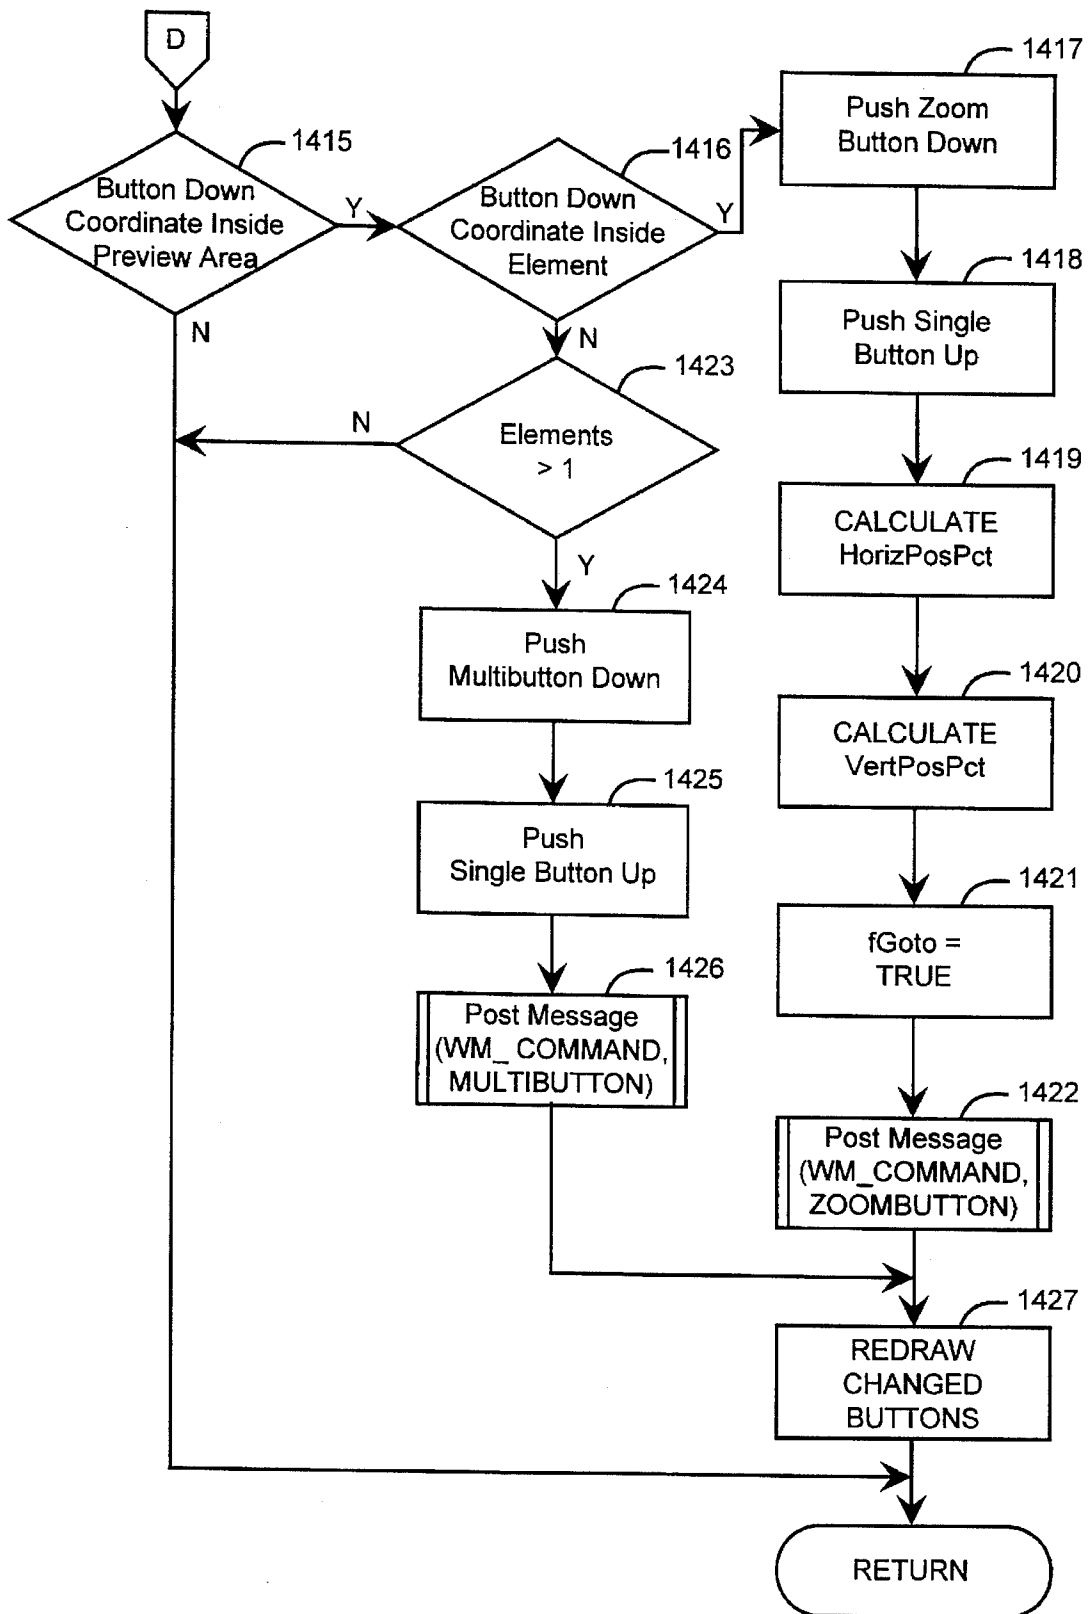 D
1415
Button Down
Coordinate Inside
Preview Area
Y
N
1416
Button Down
Coordinate Inside
Element
Y
N
1423
Elements
> 1
N
Y
1424
Push
Multibutton Down
1425
Push
Single Button Up
1426
Post Message
(WM_ COMMAND,
MULTIBUTTON)
1417
Push Zoom
Button Down
1418
Push Single
Button Up
1419
CALCULATE
HorizPosPct
1420
CALCULATE
VertPosPct
1421
fGoto =
TRUE
1422
Post Message
(WM_COMMAND,
ZOOMBUTTON)
1427
REDRAW
CHANGED
BUTTONS
RETURN